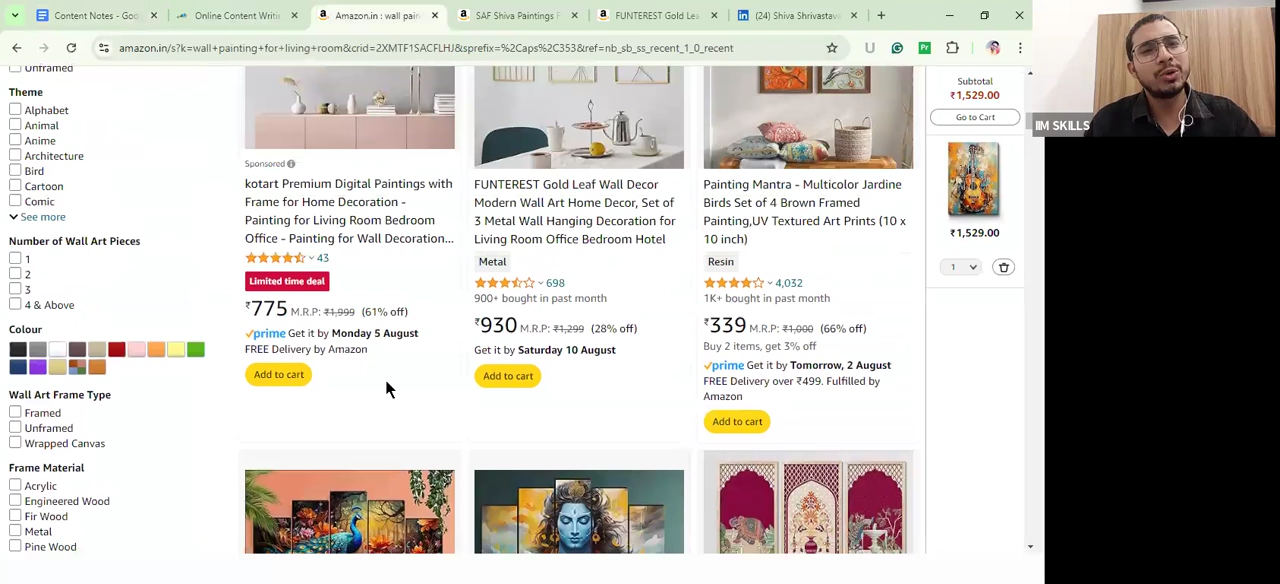 Content Notes - Goo
Online Content Writi
Amazon.in : wall pain
SAF Shiva Paintings F
FUNTEREST Gold Lea
(24) Shiva Shrivastava
amazon.in/s?k=wall+painting+for+living+room&crid=2XMTF1SACFLHJ&sprefix=%2Caps%2C353&ref=nb_sb_ss_recent_1_0_recent
Unframed
Theme
Alphabet
Animal
Anime
Architecture
Bird
Cartoon
Comic
See more
Number of Wall Art Pieces
1
2
3
4 & Above
Colour
Wall Art Frame Type
Framed
Unframed
Wrapped Canvas
Frame Material
Acrylic
Engineered Wood
Fir Wood
Metal
Pine Wood
Sponsored
kotart Premium Digital Paintings with
Frame for Home Decoration -
Painting for Living Room Bedroom
Office - Painting for Wall Decoration...
43
Limited time deal
₹775 M.R.P: ₹1,999 (61% off)
prime Get it by Monday 5 August
FREE Delivery by Amazon
Add to cart
FUNTEREST Gold Leaf Wall Decor
Modern Wall Art Home Decor, Set of
3 Metal Wall Hanging Decoration for
Living Room Office Bedroom Hotel
Metal
698
900+ bought in past month
₹930 M.R.P: ₹1,299 (28% off)
Get it by Saturday 10 August
Add to cart
Painting Mantra - Multicolor Jardine
Birds Set of 4 Brown Framed
Painting,UV Textured Art Prints (10 x
10 inch)
Resin
4,032
1K+ bought in past month
₹339 M.R.P: ₹1,000 (66% off)
Buy 2 items, get 3% off
prime Get it by Tomorrow, 2 August
FREE Delivery over ₹499. Fulfilled by
Amazon
Add to cart
Subtotal
₹1,529.00
Go to Cart
₹1,529.00
1
IIM SKILLS